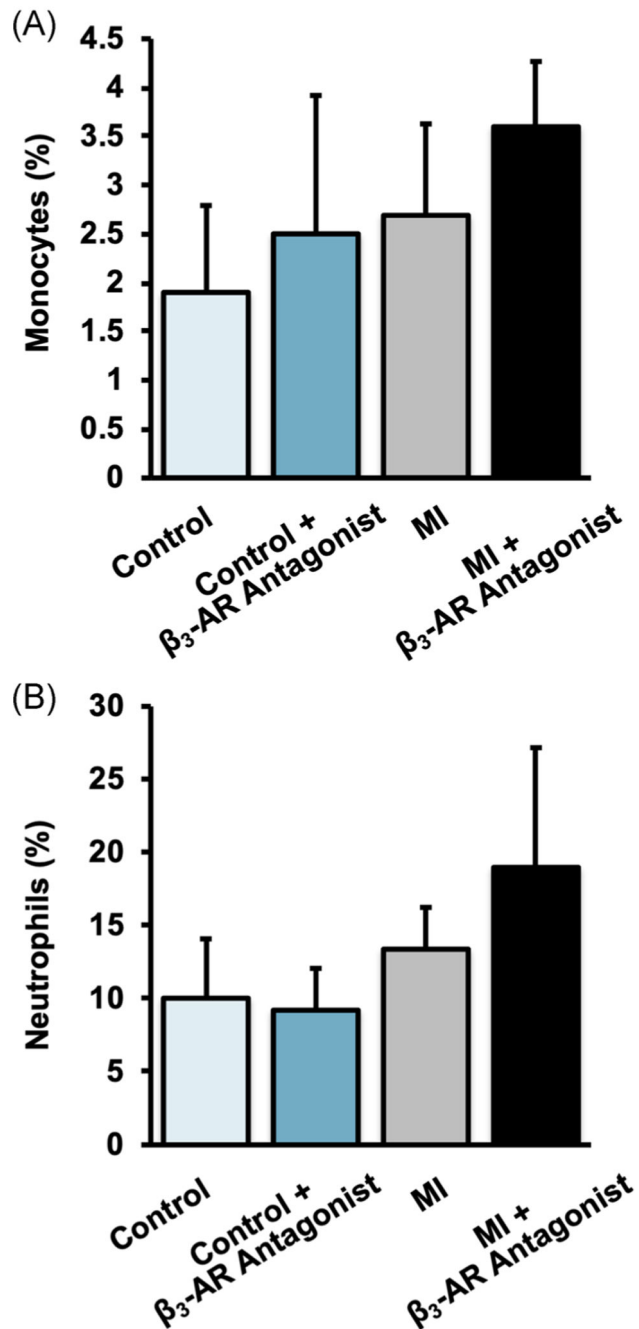 (A)
Monocytes (%)
4.5
4
3.5
3
2.5
2
1.5
1
0.5
0
Control
Control +
β₃-AR Antagonist
MI
MI +
β₃-AR Antagonist
(B)
Neutrophils (%)
30
25
20
15
10
5
0
Control
Control +
β₃-AR Antagonist
MI
MI +
β₃-AR Antagonist